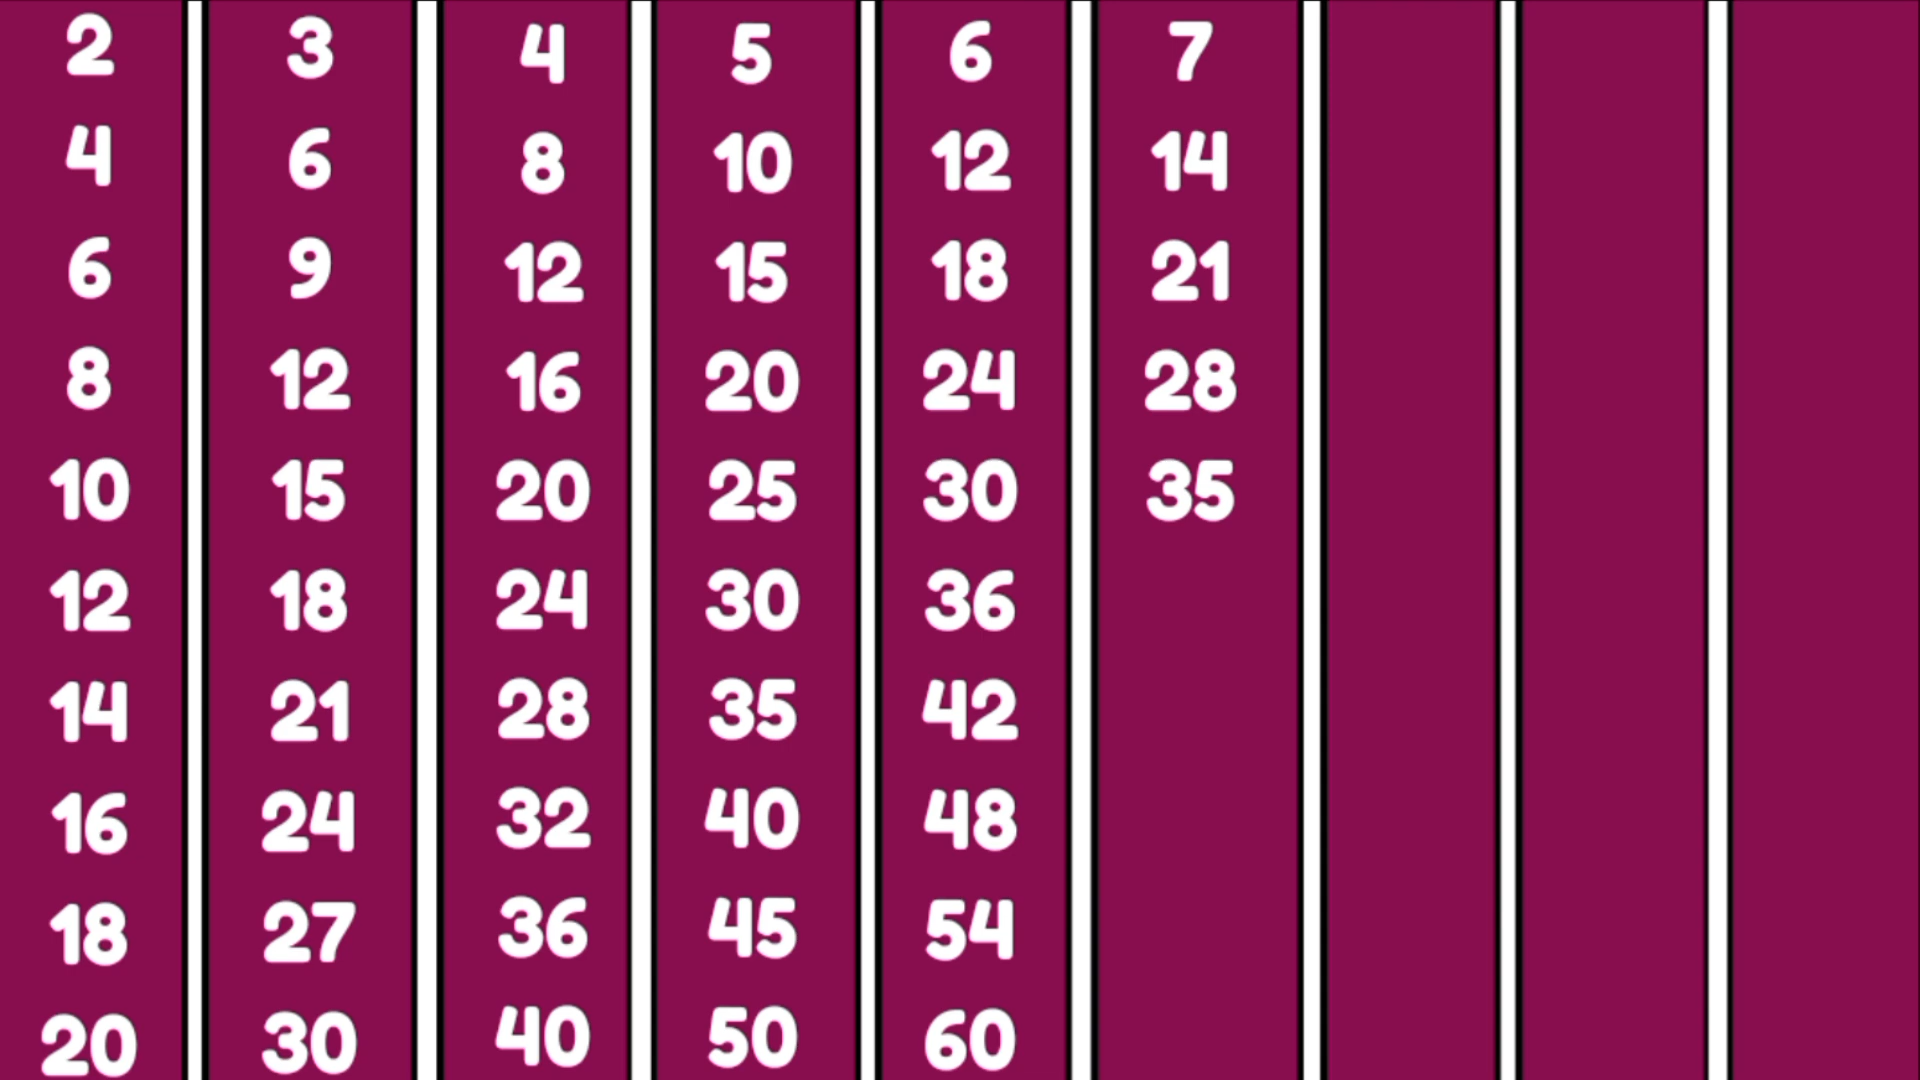 2 3 4 5 6 7
4 6 8 10 12 14
6 9 12 15 18 21
8 12 16 20 24 28
10 15 20 25 30 35
12 18 24 30 36
14 21 28 35 42
16 24 32 40 48
18 27 36 45 54
20 30 40 50 60